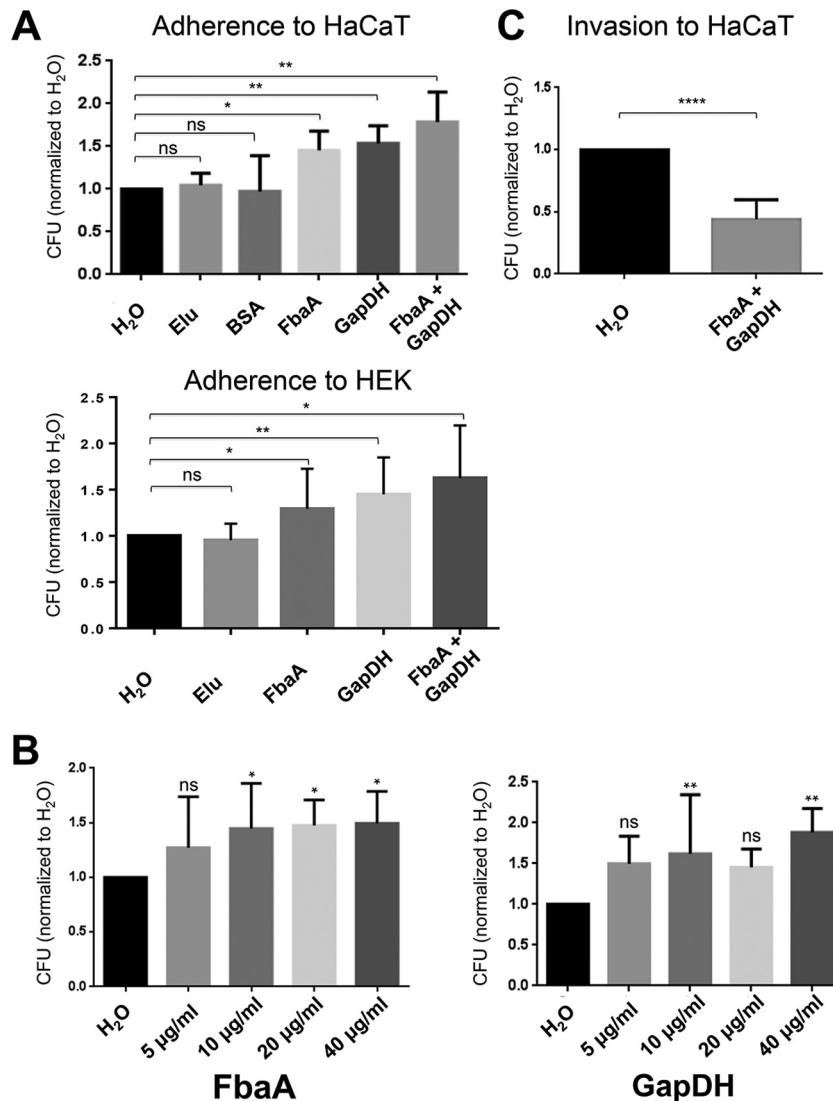 A
Adherence to HaCaT
CFU (normalized to H₂O)
2.5
2.0
1.5
1.0
0.5
0.0
**
**
*
ns
ns
H₂O
Elu
BSA
FbaA
GapDH
FbaA +
GapDH
C
Invasion to HaCaT
CFU (normalized to H₂O)
1.5
1.0
0.5
0.0
****
H₂O
FbaA +
GapDH
Adherence to HEK
CFU (normalized to H₂O)
2.5
2.0
1.5
1.0
0.5
0.0
*
**
*
ns
H₂O
Elu
FbaA
GapDH
FbaA +
GapDH
B
CFU (normalized to H₂O)
2.0
1.5
1.0
0.5
0.0
ns
*
*
*
H₂O
5 µg/ml
10 µg/ml
20 µg/ml
40 µg/ml
FbaA
CFU (normalized to H₂O)
2.5
2.0
1.5
1.0
0.5
0.0
ns
**
ns
**
H₂O
5 µg/ml
10 µg/ml
20 µg/ml
40 µg/ml
GapDH